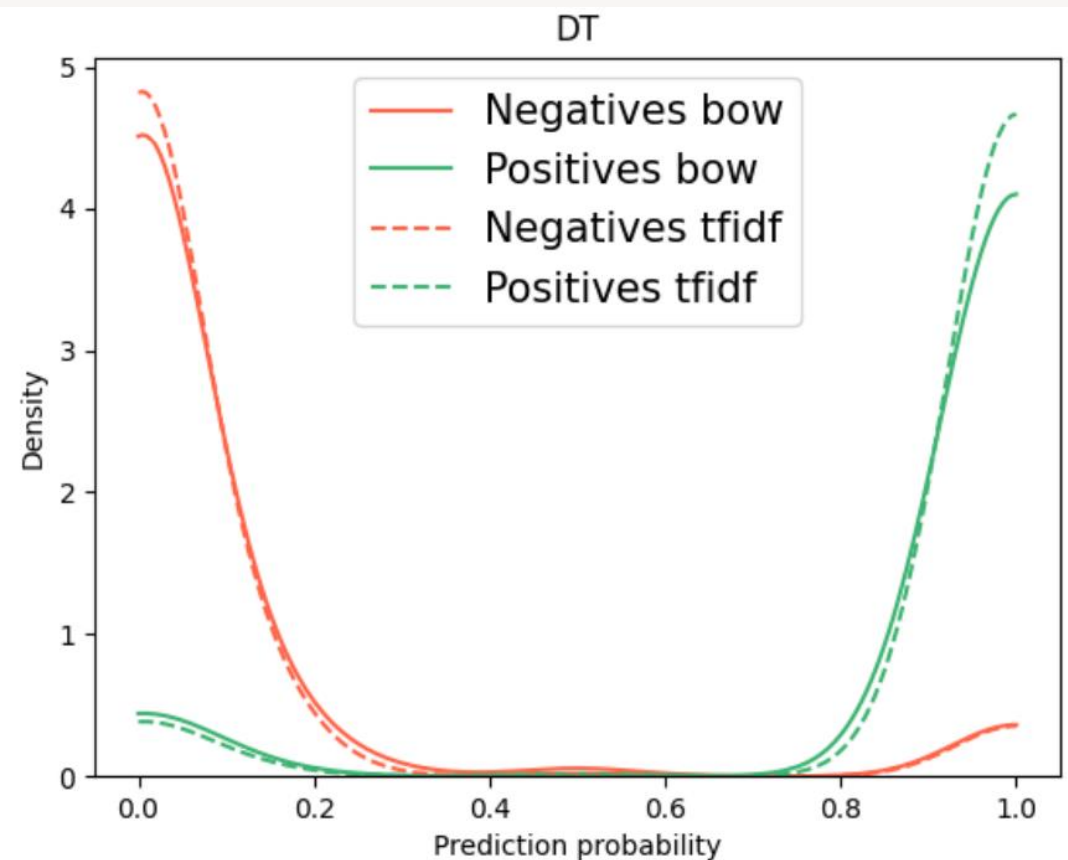 DT
5
4
3
2
1
0
Density
Negatives bow
Positives bow
Negatives tfidf
Positives tfidf
0.0 0.2 0.4 0.6 0.8 1.0
Prediction probability